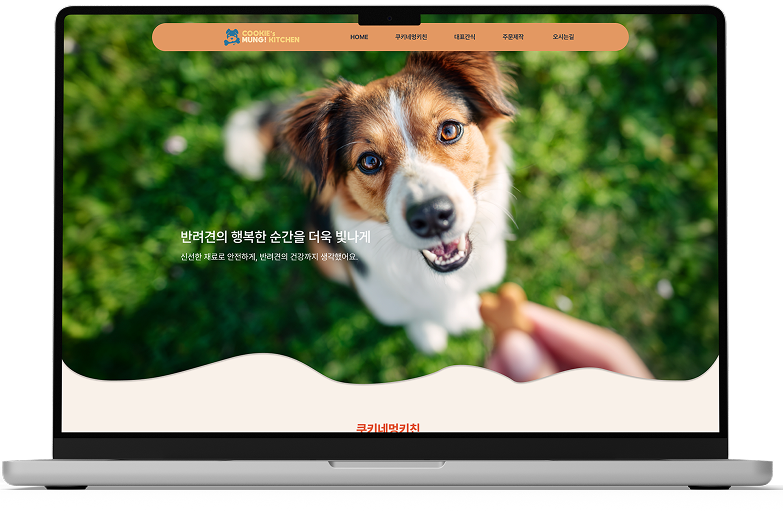 COOKIE's
MUNG! KITCHEN
HOME 쿠키네멍키친 대표간식 주문제작 오시는길
반려견의 행복한 순간을 더욱 빛나게
신선한 재료로 안전하게, 반려견의 건강까지 생각했어요.
쿠키네멍키친